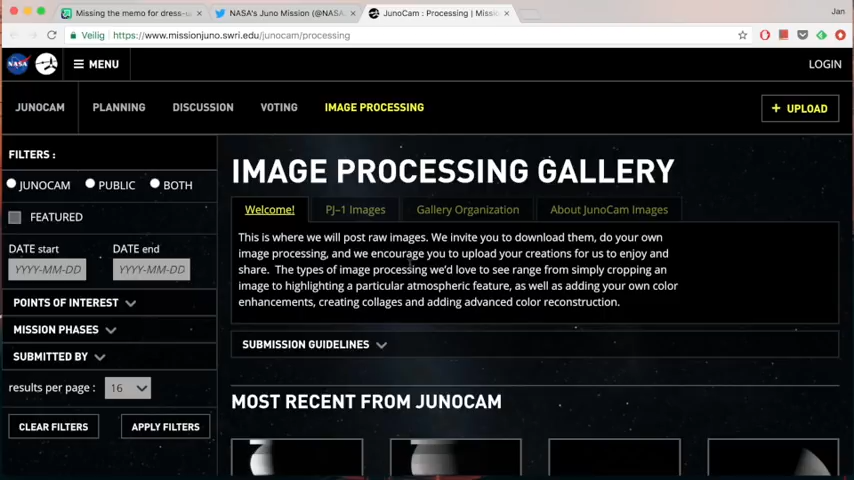 Missing the memo for dress-u
NASA's Juno Mission (@NASA
JunoCam : Processing | Missi
Jan
Veilig
https://www.missionjuno.swri.edu/junocam/processing
NASA
MENU
LOGIN
JUNOCAM
PLANNING
DISCUSSION
VOTING
IMAGE PROCESSING
+ UPLOAD
FILTERS :
JUNOCAM
PUBLIC
BOTH
FEATURED
DATE start
DATE end
YYYY-MM-DD
YYYY-MM-DD
POINTS OF INTEREST
MISSION PHASES
SUBMITTED BY
results per page :
16
CLEAR FILTERS
APPLY FILTERS
IMAGE PROCESSING GALLERY
Welcome!
PJ-1 Images
Gallery Organization
About JunoCam Images
This is where we will post raw images. We invite you to download them, do your own
image processing, and we encourage you to upload your creations for us to enjoy and
share. The types of image processing we'd love to see range from simply cropping an
image to highlighting a particular atmospheric feature, as well as adding your own color
enhancements, creating collages and adding advanced color reconstruction.
SUBMISSION GUIDELINES
MOST RECENT FROM JUNOCAM